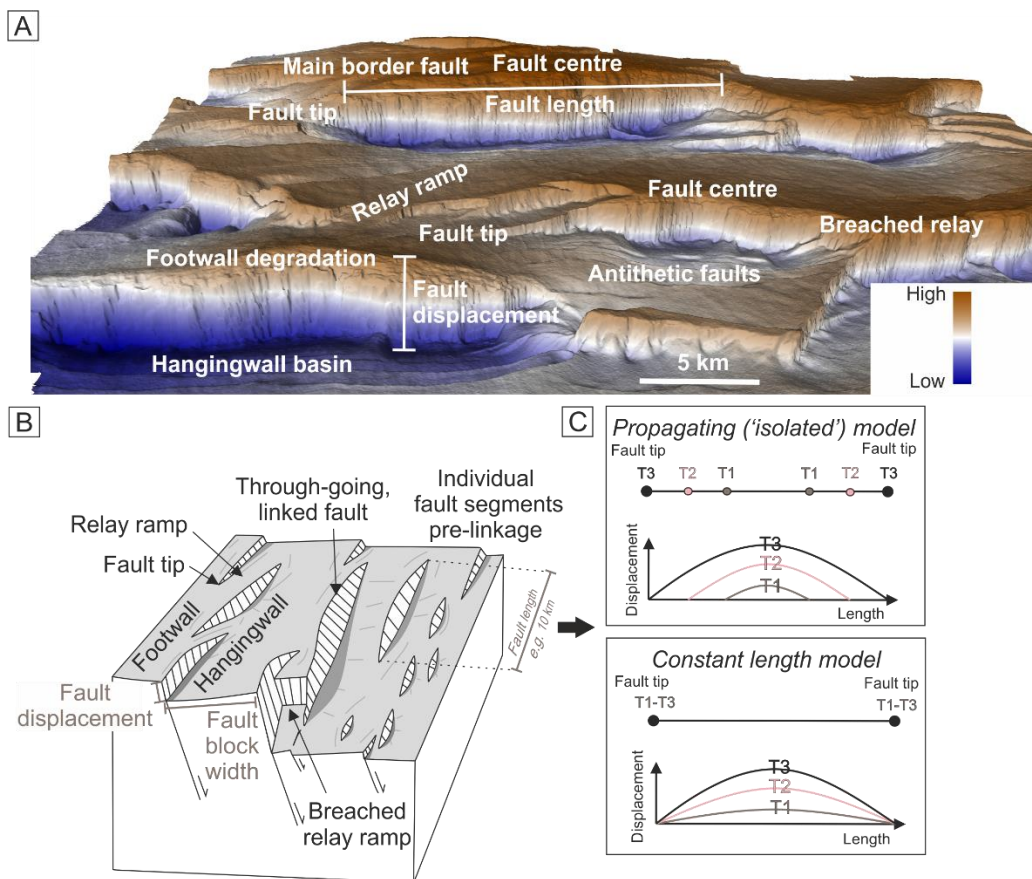 A
Main border fault
Fault centre
Fault tip
Fault length
Relay ramp
Fault centre
Fault tip
Breached relay
Footwall degradation
Antithetic faults
Fault
displacement
Hangingwall basin
5 km
High
Low
B
Through-going,
linked fault
Individual
fault segments
pre-linkage
Relay ramp
Fault tip
Footwall
Hangingwall
Fault length
e.g. 10 km
Fault
displacement
Fault
block
width
Breached
relay ramp
C
Propagating ('isolated') model
Fault tip Fault tip
T3 T2 T1 T1 T2 T3
Displacement
T3
T2
T1
Length
Constant length model
Fault tip Fault tip
T1-T3 T1-T3
Displacement
T3
T2
T1
Length